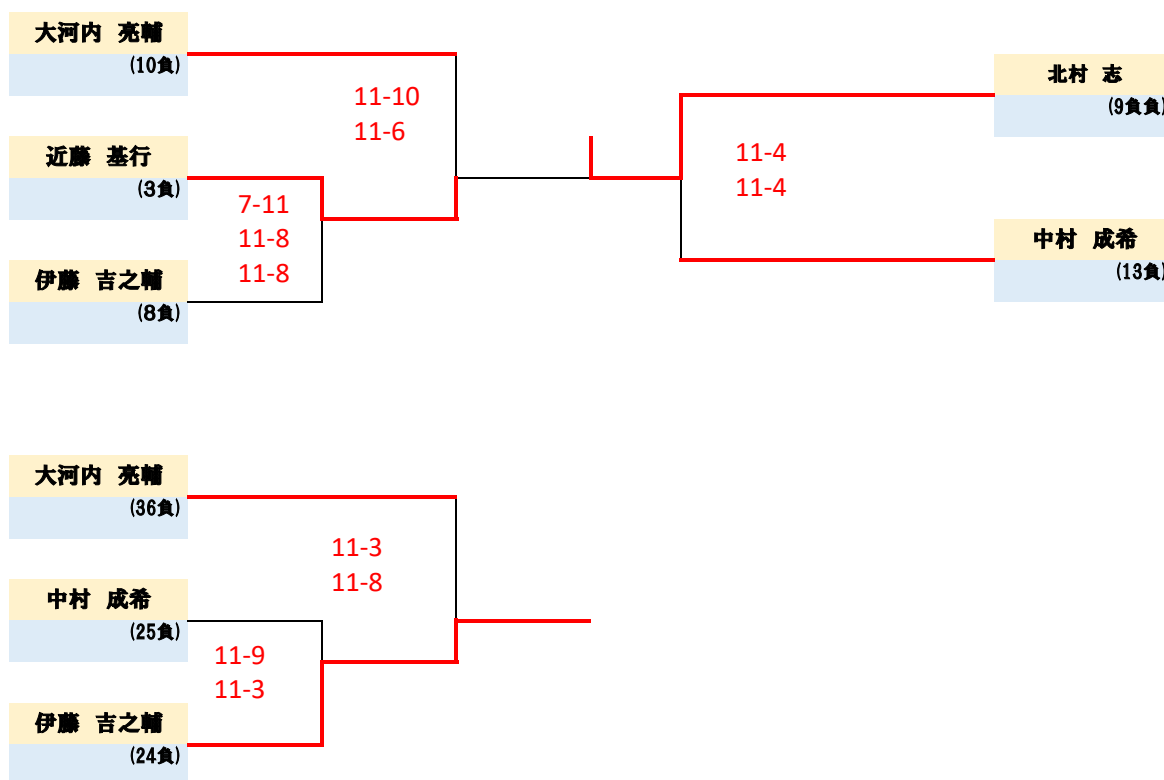 大河内 亮輔
(10負)
近藤 基行
(3負)
伊藤 吉之輔
(8負)
11-10
11-6
7-11
11-8
11-8
北村 志
(9負負)
11-4
11-4
中村 成希
(13負)
大河内 亮輔
(36負)
中村 成希
(25負)
伊藤 吉之輔
(24負)
11-3
11-8
11-9
11-3